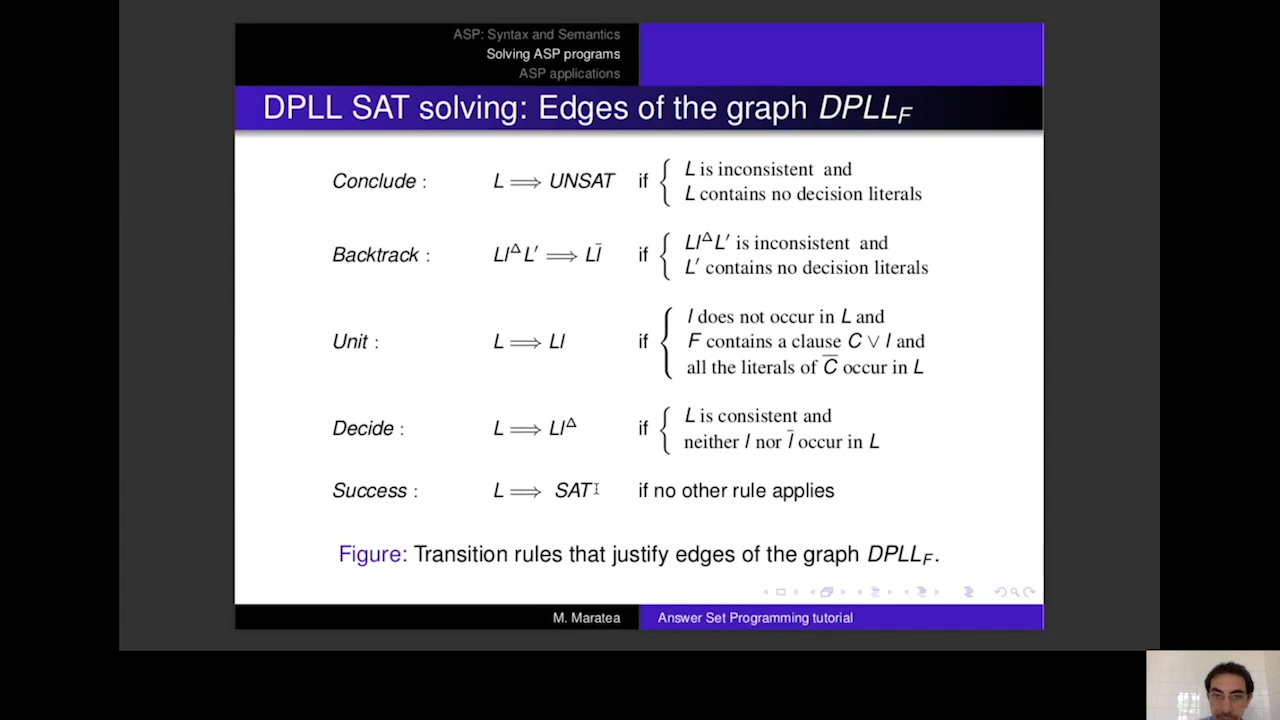 ASP: Syntax and Semantics
Solving ASP programs
ASP applications
DPLL SAT solving: Edges of the graph DPLL_F
Conclude : L ⟹ UNSAT if { L is inconsistent and
L contains no decision literals
Backtrack : Ll^Δ L′ ⟹ Ll̄ if { Ll^Δ L′ is inconsistent and
L′ contains no decision literals
Unit : L ⟹ Ll if { l does not occur in L and
F contains a clause C ∨ l and
all the literals of C̅ occur in L
Decide : L ⟹ Ll^Δ if { L is consistent and
neither l nor l̄ occur in L
Success : L ⟹ SAT if no other rule applies
Figure: Transition rules that justify edges of the graph DPLL_F.
M. Maratea Answer Set Programming tutorial